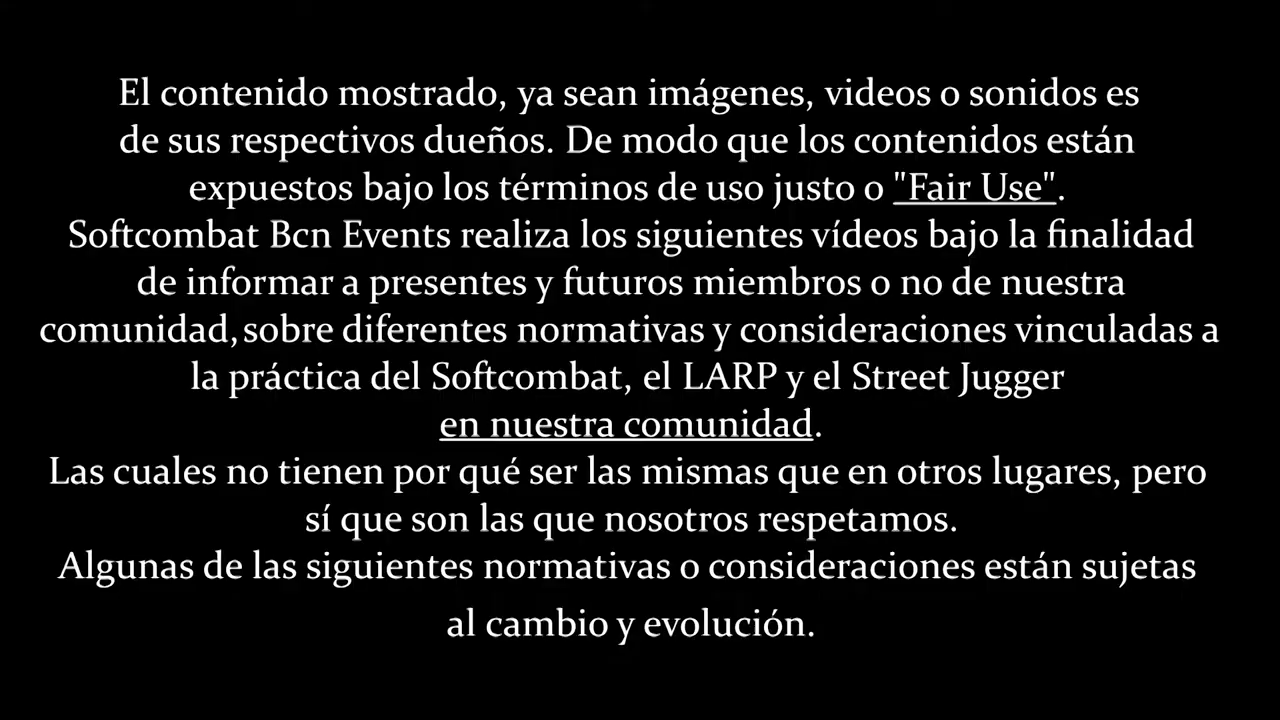 El contenido mostrado, ya sean imágenes, videos o sonidos es
de sus respectivos dueños. De modo que los contenidos están
expuestos bajo los términos de uso justo o "Fair Use".
Softcombat Bcn Events realiza los siguientes vídeos bajo la finalidad
de informar a presentes y futuros miembros o no de nuestra
comunidad, sobre diferentes normativas y consideraciones vinculadas a
la práctica del Softcombat, el LARP y el Street Jugger
en nuestra comunidad.
Las cuales no tienen por qué ser las mismas que en otros lugares, pero
sí que son las que nosotros respetamos.
Algunas de las siguientes normativas o consideraciones están sujetas
al cambio y evolución.